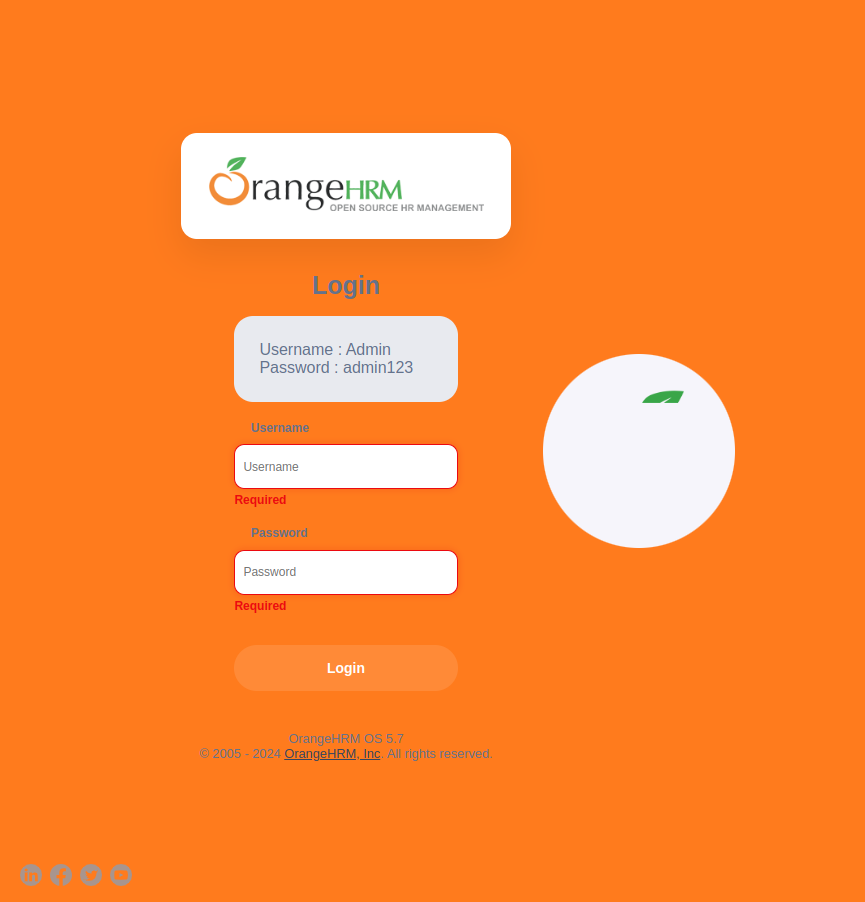 OrangeHRM
OPEN SOURCE HR MANAGEMENT
Login
Username : Admin
Password : admin123
Username
Username
Required
Password
Password
Required
Login
OrangeHRM OS 5.7
© 2005 - 2024 OrangeHRM, Inc. All rights reserved.